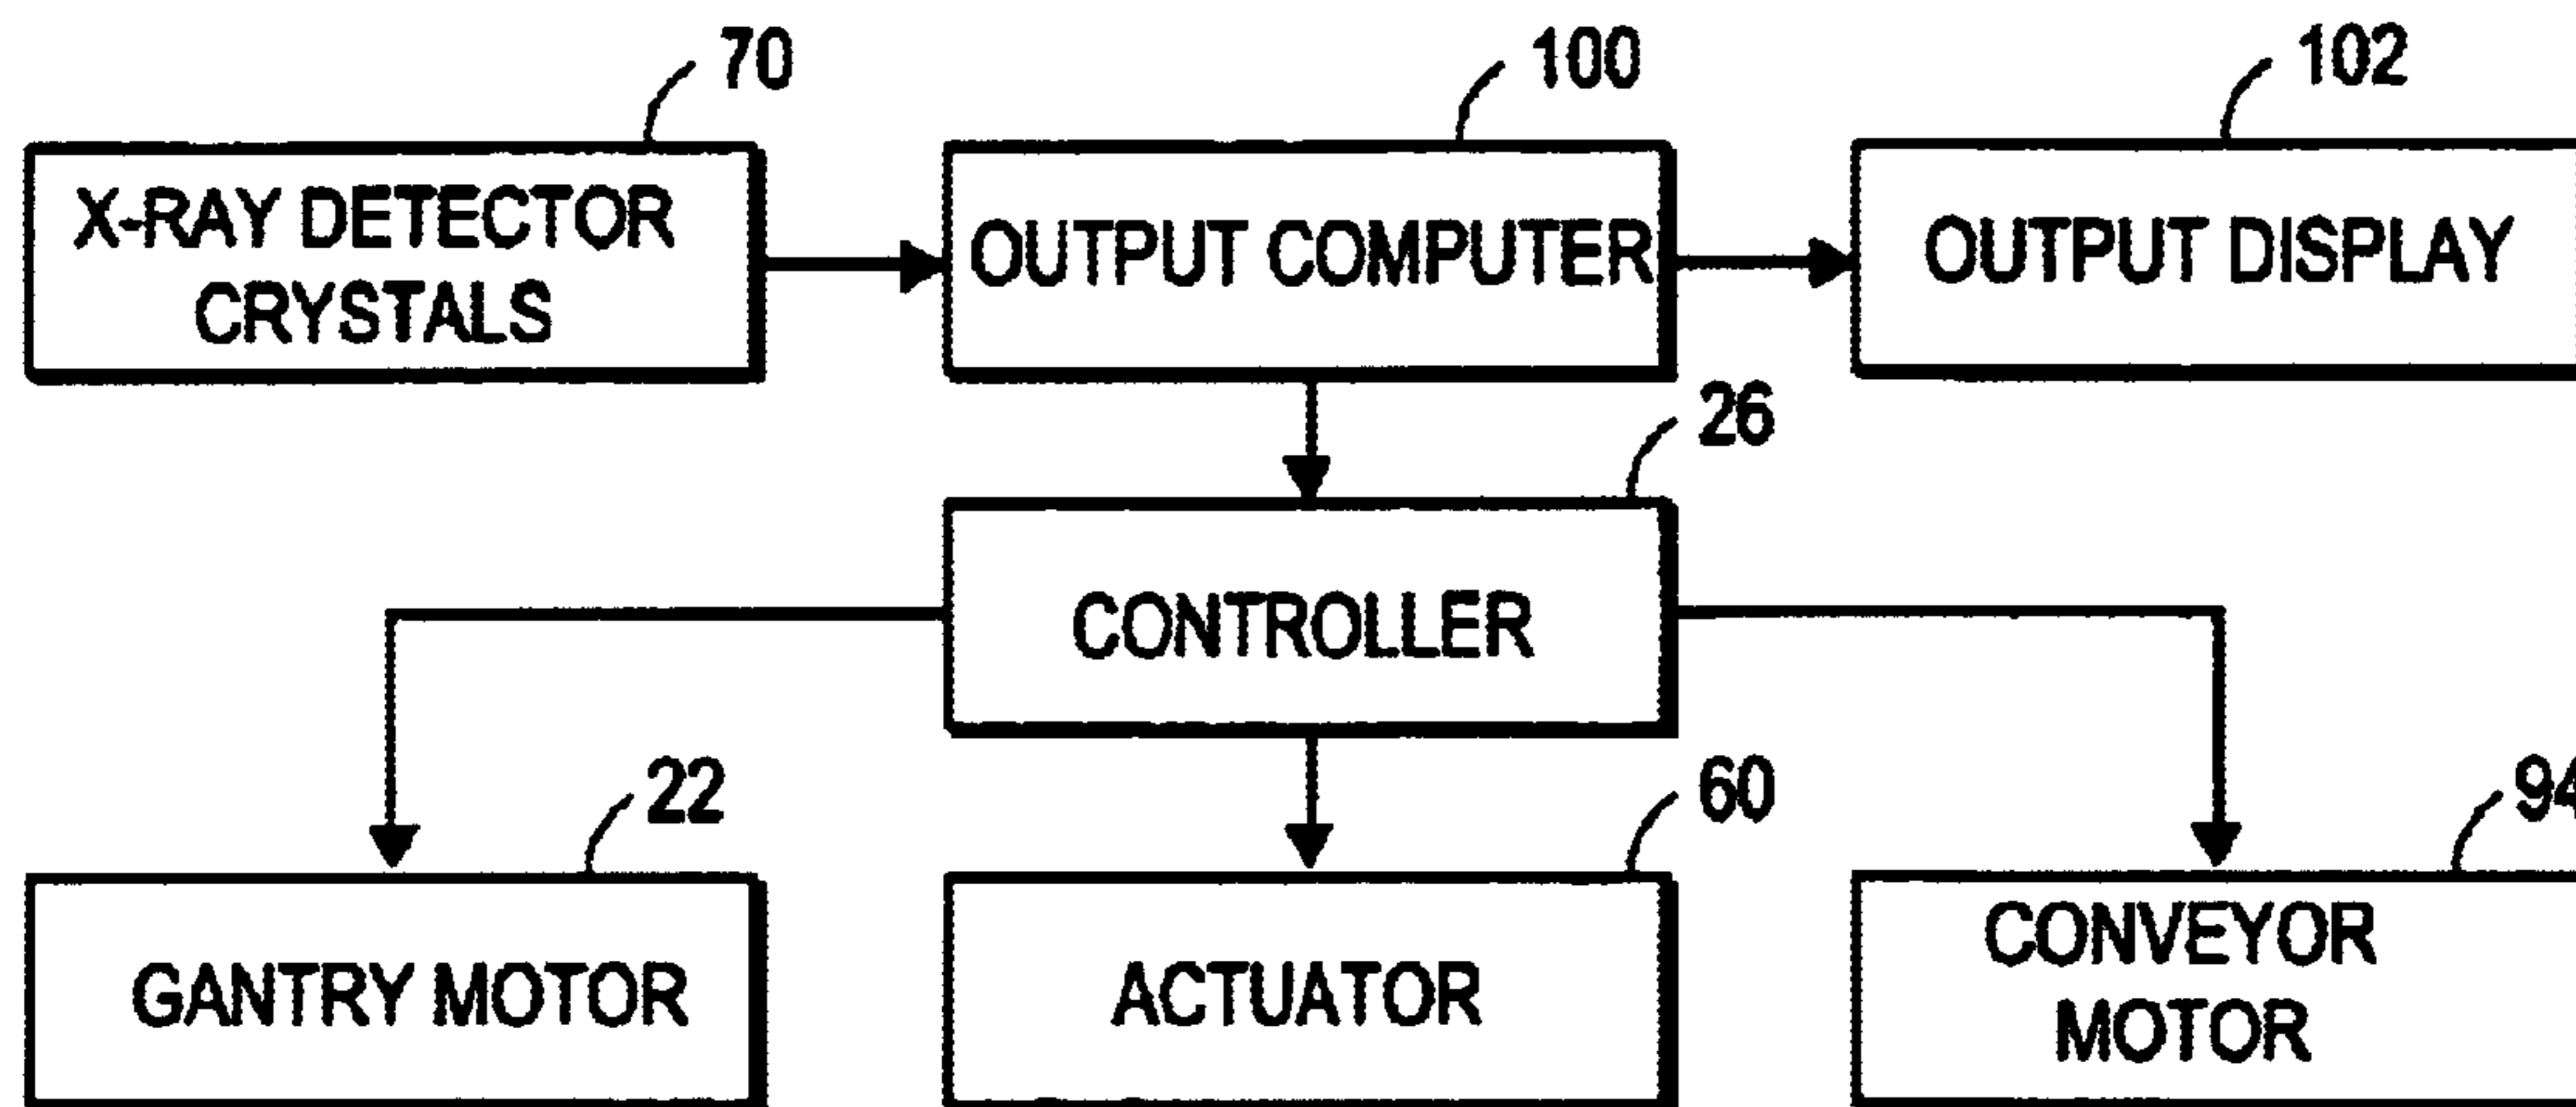 70
100
102
X-RAY DETECTOR
CRYSTALS
OUTPUT COMPUTER
OUTPUT DISPLAY
26
CONTROLLER
22
60
94
GANTRY MOTOR
ACTUATOR
CONVEYOR
MOTOR